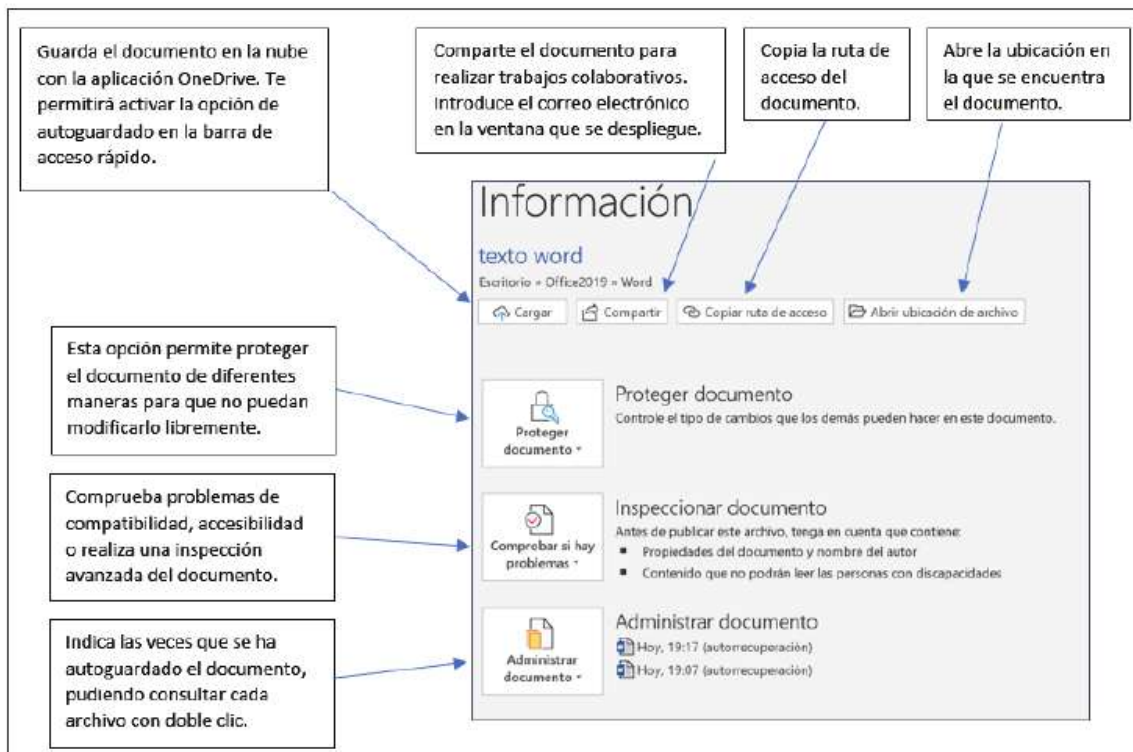 Guarda el documento en la nube
con la aplicación OneDrive. Te
permitirá activar la opción de
autoguardado en la barra de
acceso rápido.
Comparte el documento para
realizar trabajos colaborativos.
Introduce el correo electrónico
en la ventana que se despliegue.
Copia la ruta de
acceso del
documento.
Abre la ubicación en
la que se encuentra
el documento.
Información
texto word
Escritorio » Office2019 » Word
Cargar
Compartir
Copiar ruta de acceso
Abrir ubicación de archivo
Esta opción permite proteger
el documento de diferentes
maneras para que no puedan
modificarlo libremente.
Proteger
documento
Proteger documento
Controle el tipo de cambios que los demás pueden hacer en este documento.
Comprueba problemas de
compatibilidad, accesibilidad
o realiza una inspección
avanzada del documento.
Comprobar si hay
problemas
Inspeccionar documento
Antes de publicar este archivo, tenga en cuenta que contiene:
▪ Propiedades del documento y nombre del autor
▪ Contenido que no podrán leer las personas con discapacidades
Indica las veces que se ha
autoguardado el documento,
pudiendo consultar cada
archivo con doble clic.
Administrar
documento
Administrar documento
Hoy, 19:17 (autorrecuperación)
Hoy, 19:07 (autorrecuperación)